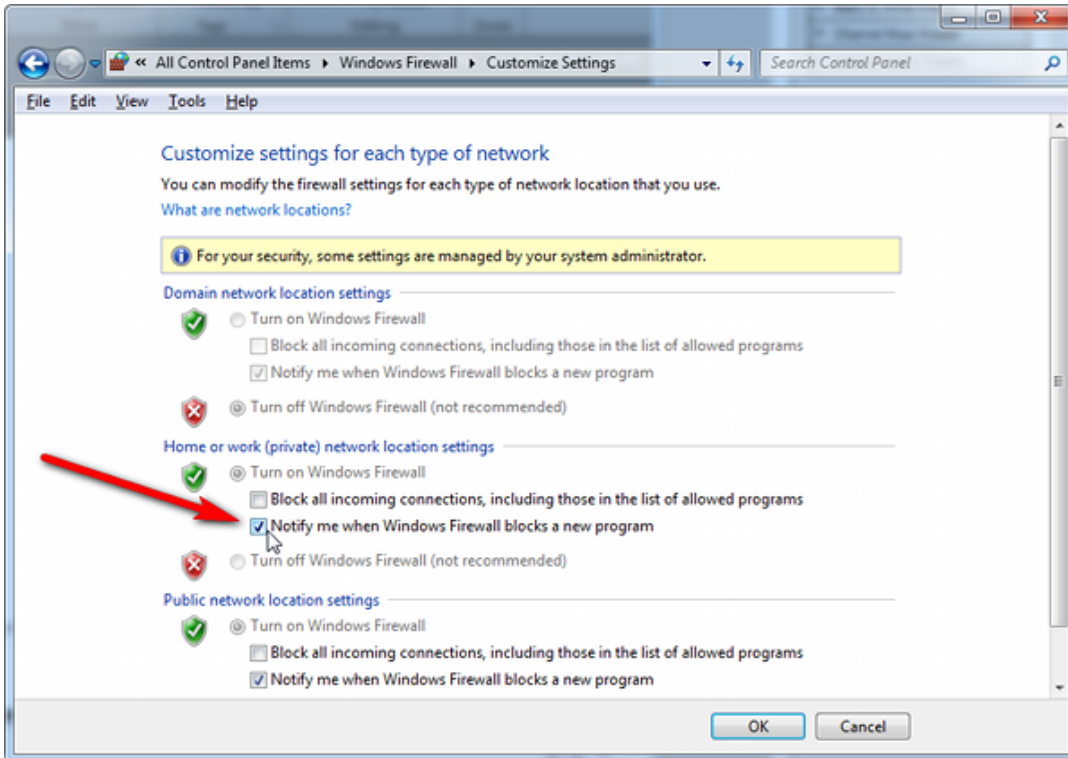 « All Control Panel Items ▸ Windows Firewall ▸ Customize Settings
Search Control Panel
File Edit View Tools Help
Customize settings for each type of network
You can modify the firewall settings for each type of network location that you use.
What are network locations?
For your security, some settings are managed by your system administrator.
Domain network location settings
Turn on Windows Firewall
Block all incoming connections, including those in the list of allowed programs
Notify me when Windows Firewall blocks a new program
Turn off Windows Firewall (not recommended)
Home or work (private) network location settings
Turn on Windows Firewall
Block all incoming connections, including those in the list of allowed programs
Notify me when Windows Firewall blocks a new program
Turn off Windows Firewall (not recommended)
Public network location settings
Turn on Windows Firewall
Block all incoming connections, including those in the list of allowed programs
Notify me when Windows Firewall blocks a new program
OK Cancel